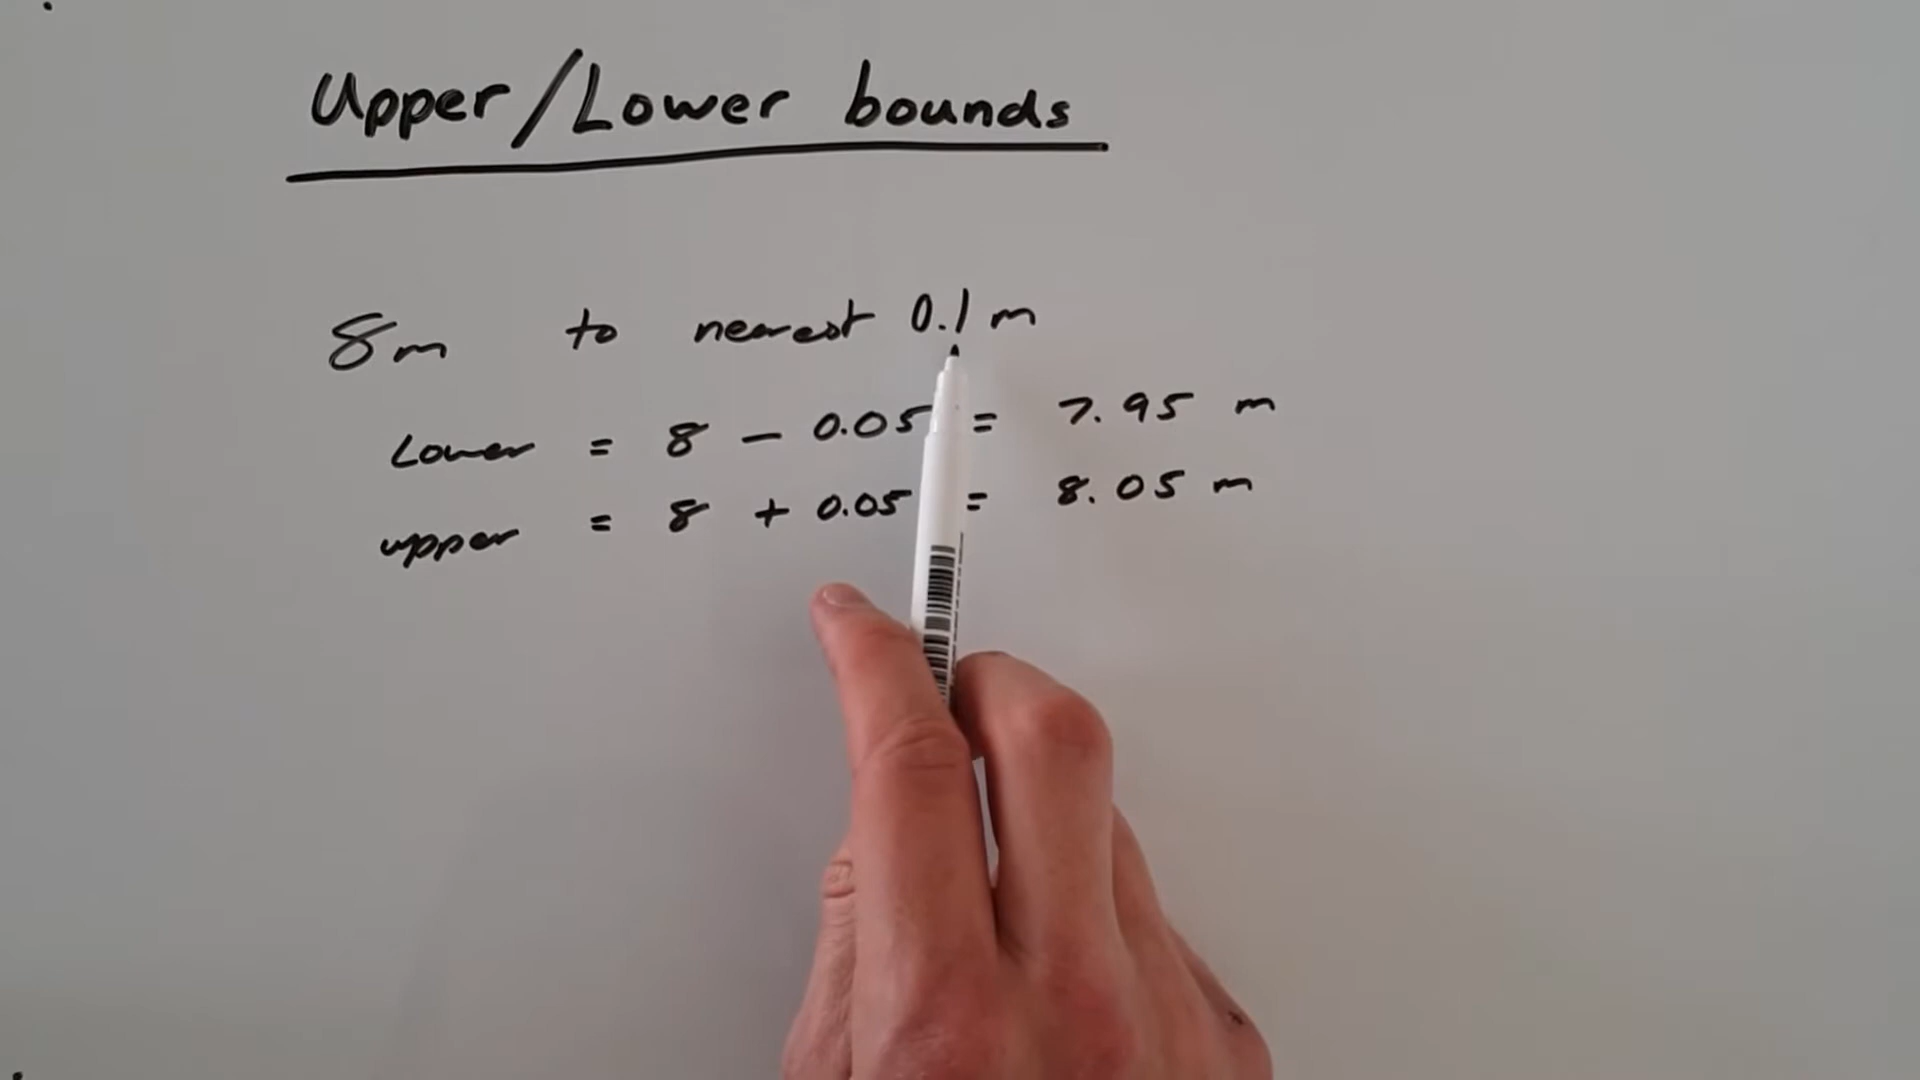 Upper/Lower bounds
8m to nearest 0.1 m
Lower = 8 - 0.05 = 7.95 m
upper = 8 + 0.05 = 8.05 m